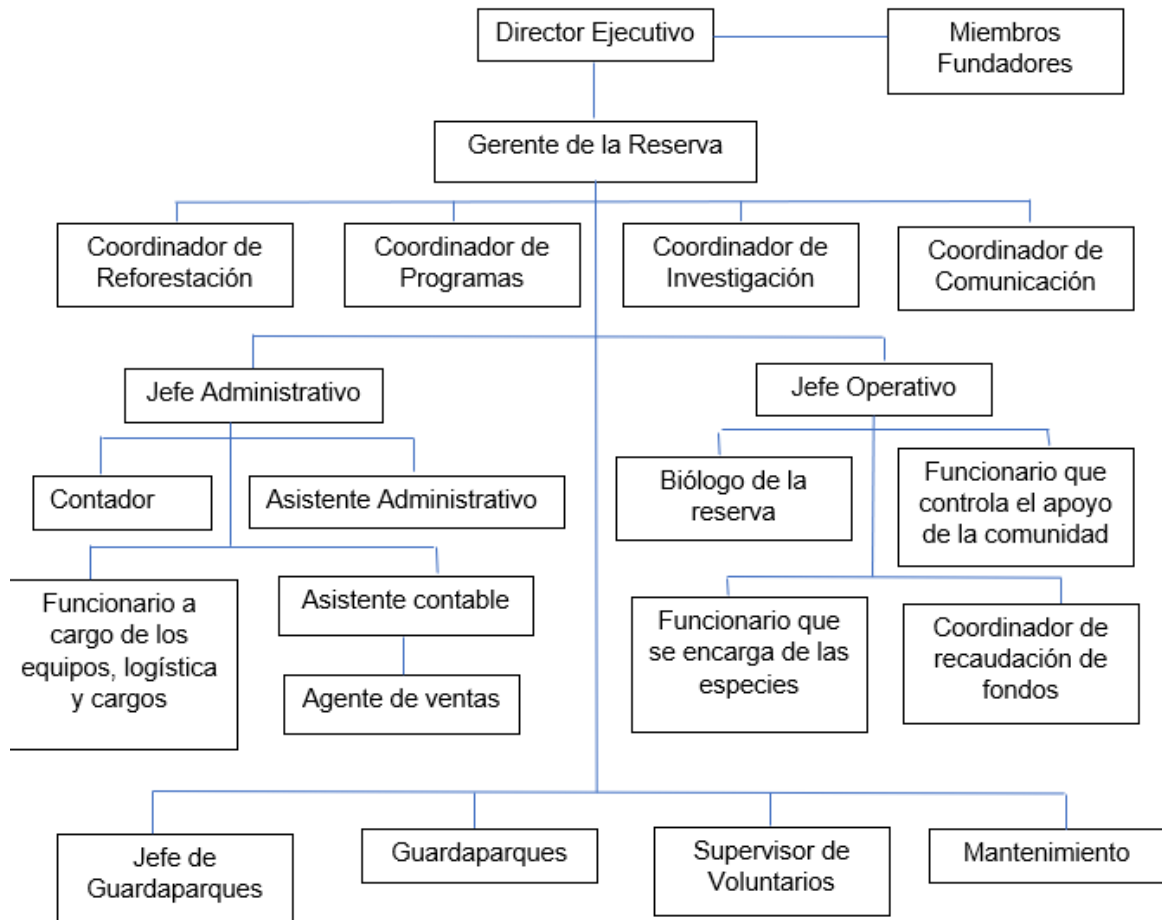 Director Ejecutivo
Miembros
Fundadores
Gerente de la Reserva
Coordinador de
Reforestación
Coordinador de
Programas
Coordinador de
Investigación
Coordinador de
Comunicación
Jefe Administrativo
Jefe Operativo
Contador
Asistente Administrativo
Biólogo de la
reserva
Funcionario que
controla el apoyo
de la comunidad
Funcionario a
cargo de los
equipos, logística
y cargos
Asistente contable
Agente de ventas
Funcionario que
se encarga de las
especies
Coordinador de
recaudación de
fondos
Jefe de
Guardaparques
Guardaparques
Supervisor de
Voluntarios
Mantenimiento